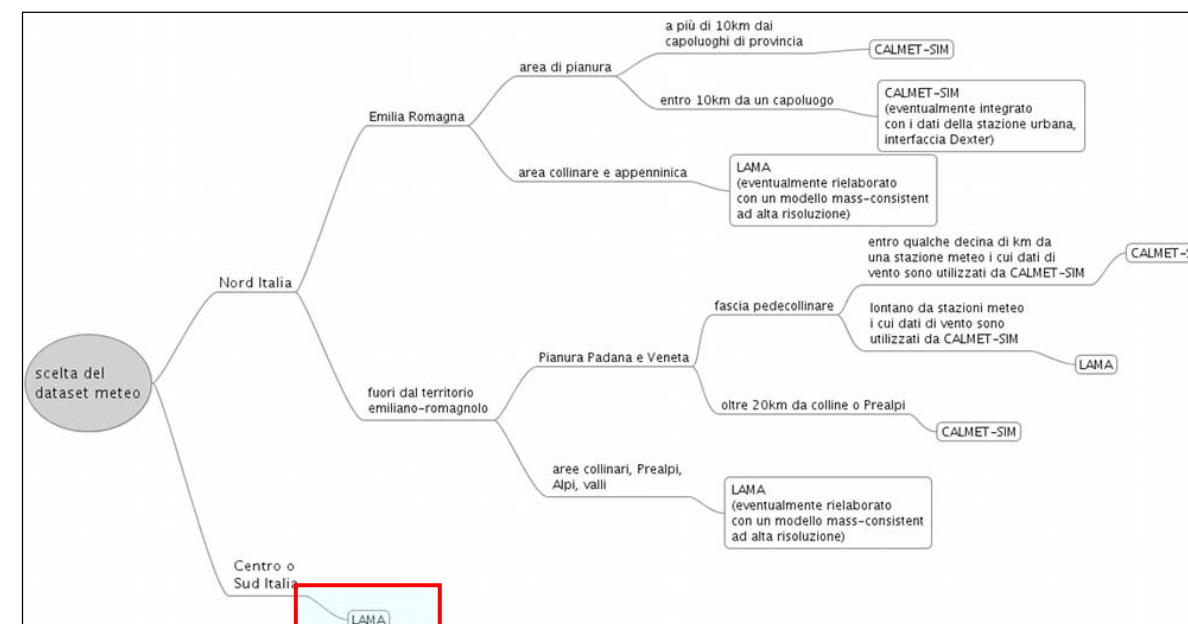 a più di 10km dai
capoluoghi di provincia
CALMET-SIM
area di pianura
entro 10km da un capoluogo
CALMET-SIM
(eventualmente integrato
con i dati della stazione urbana,
interfaccia Dexter)
Emilia Romagna
area collinare e appenninica
LAMA
(eventualmente rielaborato
con un modello mass-consistent
ad alta risoluzione)
Nord Italia
entro qualche decina di km da
una stazione meteo i cui dati di
vento sono utilizzati da CALMET-SIM
CALMET-S
fascia pedecollinare
lontano da stazioni meteo
i cui dati di vento sono
utilizzati da CALMET-SIM
LAMA
Pianura Padana e Veneta
oltre 20km da colline o Prealpi
CALMET-SIM
scelta del
dataset meteo
fuori dal territorio
emiliano-romagnolo
aree collinari, Prealpi,
Alpi, valli
LAMA
(eventualmente rielaborato
con un modello mass-consistent
ad alta risoluzione)
Centro o
Sud Italia
LAMA